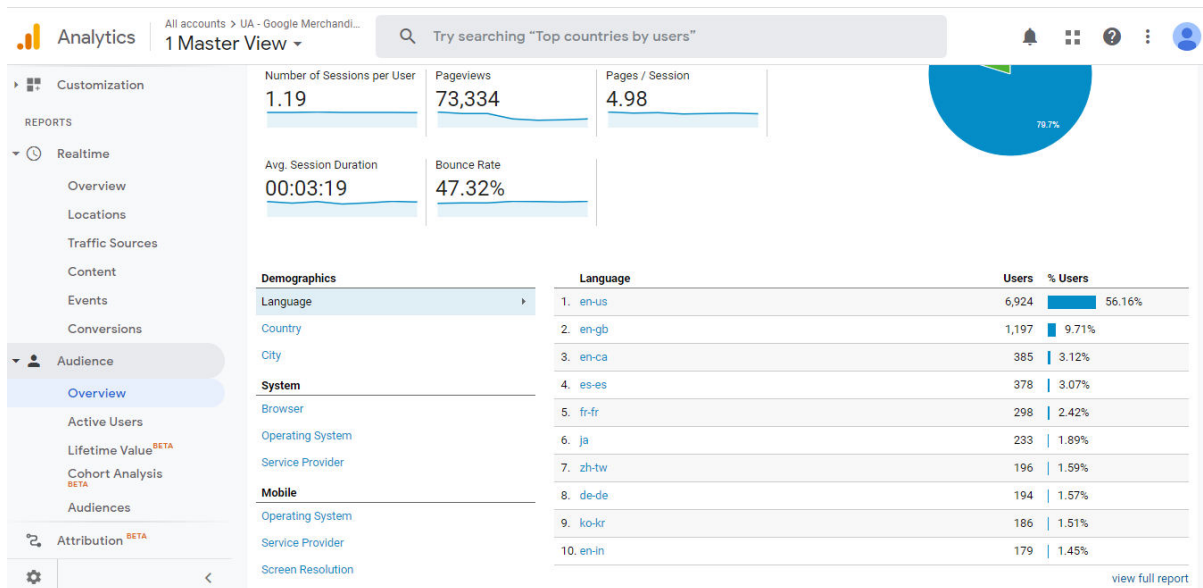 Analytics
All accounts > UA - Google Merchandi...
1 Master View
Try searching “Top countries by users”
Customization
REPORTS
Realtime
Overview
Locations
Traffic Sources
Content
Events
Conversions
Audience
Overview
Active Users
Lifetime Value BETA
Cohort Analysis
BETA
Audiences
Attribution BETA
Number of Sessions per User
1.19
Pageviews
73,334
Pages / Session
4.98
Avg. Session Duration
00:03:19
Bounce Rate
47.32%
79.7%
Demographics
Language
Country
City
System
Browser
Operating System
Service Provider
Mobile
Operating System
Service Provider
Screen Resolution
Language Users % Users
1. en-us 6,924 56.16%
2. en-gb 1,197 9.71%
3. en-ca 385 3.12%
4. es-es 378 3.07%
5. fr-fr 298 2.42%
6. ja 233 1.89%
7. zh-tw 196 1.59%
8. de-de 194 1.57%
9. ko-kr 186 1.51%
10. en-in 179 1.45%
view full report